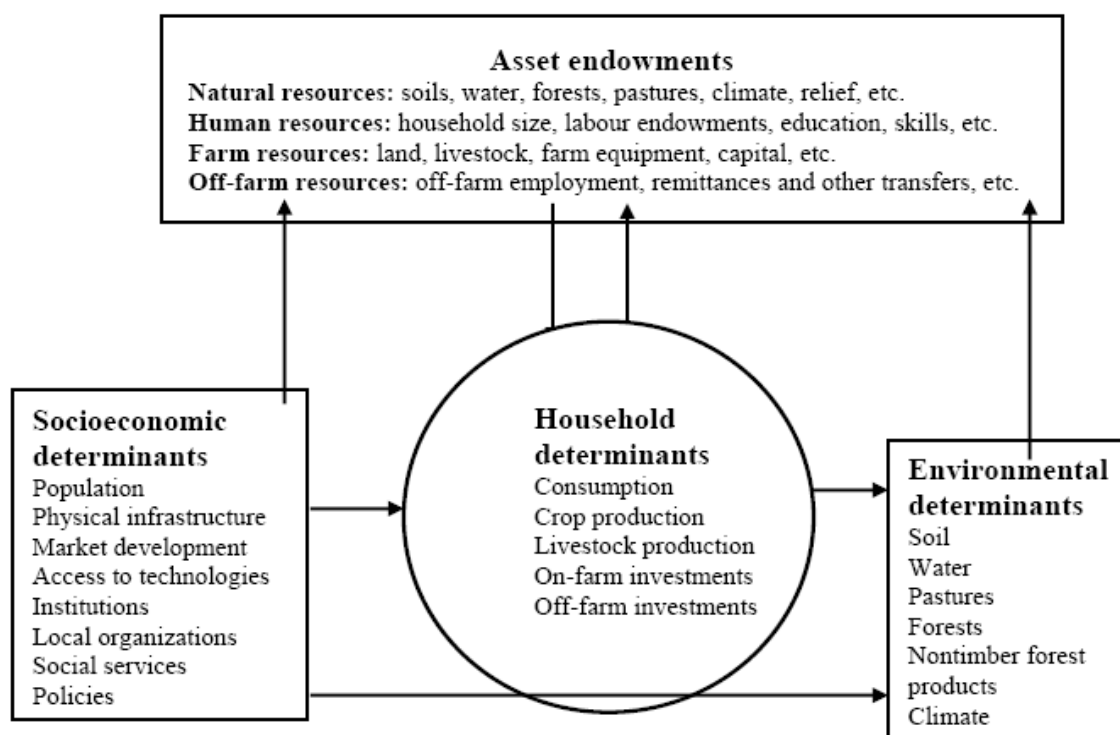 Asset endowments
Natural resources: soils, water, forests, pastures, climate, relief, etc.
Human resources: household size, labour endowments, education, skills, etc.
Farm resources: land, livestock, farm equipment, capital, etc.
Off-farm resources: off-farm employment, remittances and other transfers, etc.
Socioeconomic
determinants
Population
Physical infrastructure
Market development
Access to technologies
Institutions
Local organizations
Social services
Policies
Household
determinants
Consumption
Crop production
Livestock production
On-farm investments
Off-farm investments
Environmental
determinants
Soil
Water
Pastures
Forests
Nontimber forest
products
Climate